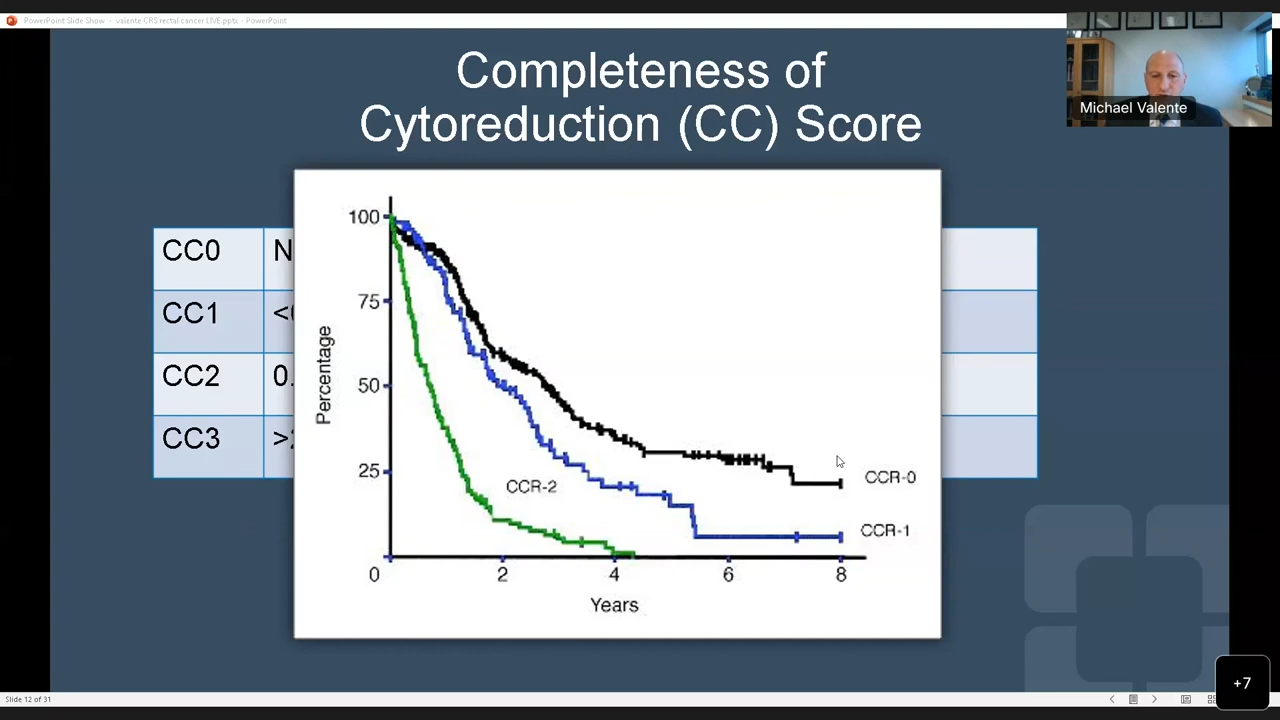 PowerPoint Slide Show - valente CRS rectal cancer LIVE.pptx - PowerPoint
Completeness of
Cytoreduction (CC) Score
Michael Valente
CC0 N
CC1 <0
CC2 0.
CC3 >2
Percentage
100
75
50
25
0 2 4 6 8
Years
CCR-2
CCR-0
CCR-1
Slide 12 of 31
+7